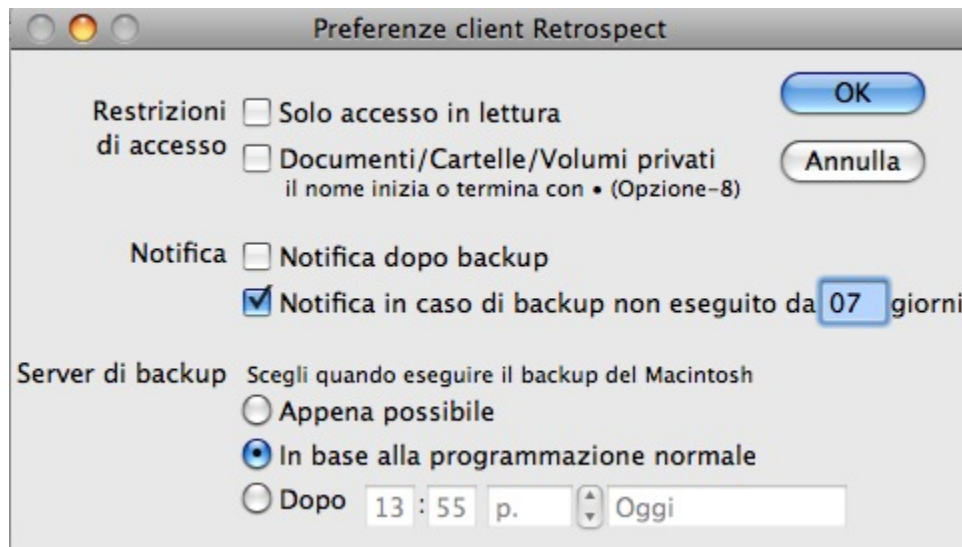 Preferenze client Retrospect
Restrizioni di accesso
Solo accesso in lettura
OK
Documenti/Cartelle/Volumi privati
il nome inizia o termina con • (Opzione-8)
Annulla
Notifica
Notifica dopo backup
Notifica in caso di backup non eseguito da 07 giorni
Server di backup
Scegli quando eseguire il backup del Macintosh
Appena possibile
In base alla programmazione normale
Dopo 13 : 55 p. Oggi